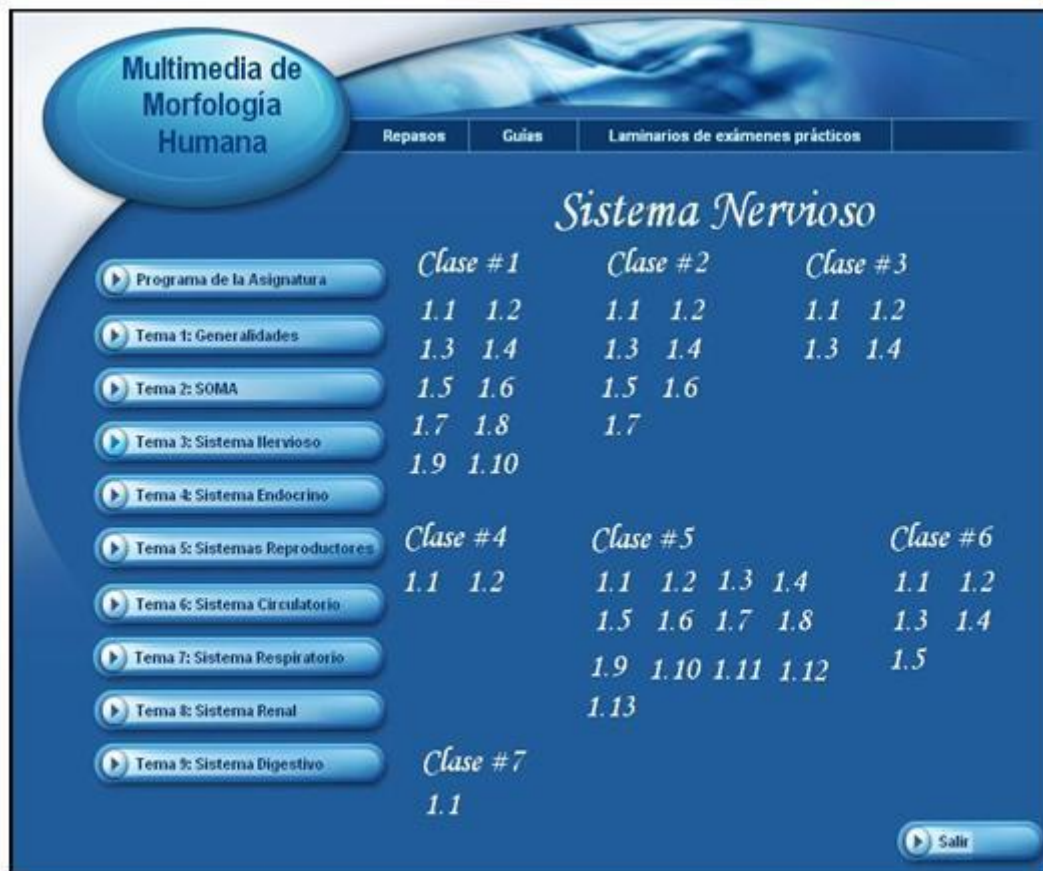 Multimedia de
Morfología
Humana
Repasos Guías Laminarios de exámenes prácticos
Sistema Nervioso
Programa de la Asignatura
Tema 1: Generalidades
Tema 2: SOMA
Tema 3: Sistema Nervioso
Tema 4: Sistema Endocrino
Tema 5: Sistemas Reproductores
Tema 6: Sistema Circulatorio
Tema 7: Sistema Respiratorio
Tema 8: Sistema Renal
Tema 9: Sistema Digestivo
Clase #1
1.1 1.2
1.3 1.4
1.5 1.6
1.7 1.8
1.9 1.10
Clase #2
1.1 1.2
1.3 1.4
1.5 1.6
1.7
Clase #3
1.1 1.2
1.3 1.4
Clase #4
1.1 1.2
Clase #5
1.1 1.2 1.3 1.4
1.5 1.6 1.7 1.8
1.9 1.10 1.11 1.12
1.13
Clase #6
1.1 1.2
1.3 1.4
1.5
Clase #7
1.1
Salir